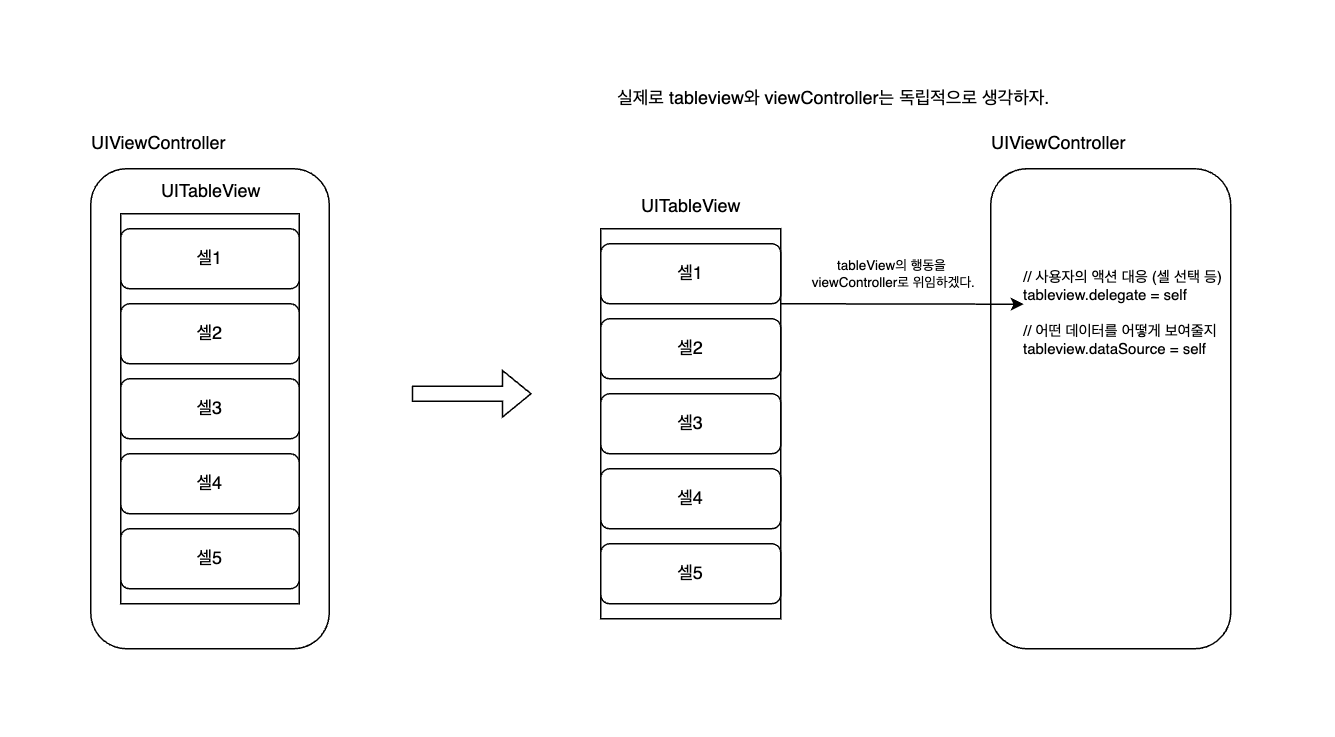 실제로 tableview와 viewController는 독립적으로 생각하자.
UIViewController
UITableView
셀1
셀2
셀3
셀4
셀5
UITableView
셀1
셀2
셀3
셀4
셀5
tableView의 행동을
viewController로 위임하겠다.
UIViewController
// 사용자의 액션 대응 (셀 선택 등)
tableview.delegate = self
// 어떤 데이터를 어떻게 보여줄지
tableview.dataSource = self